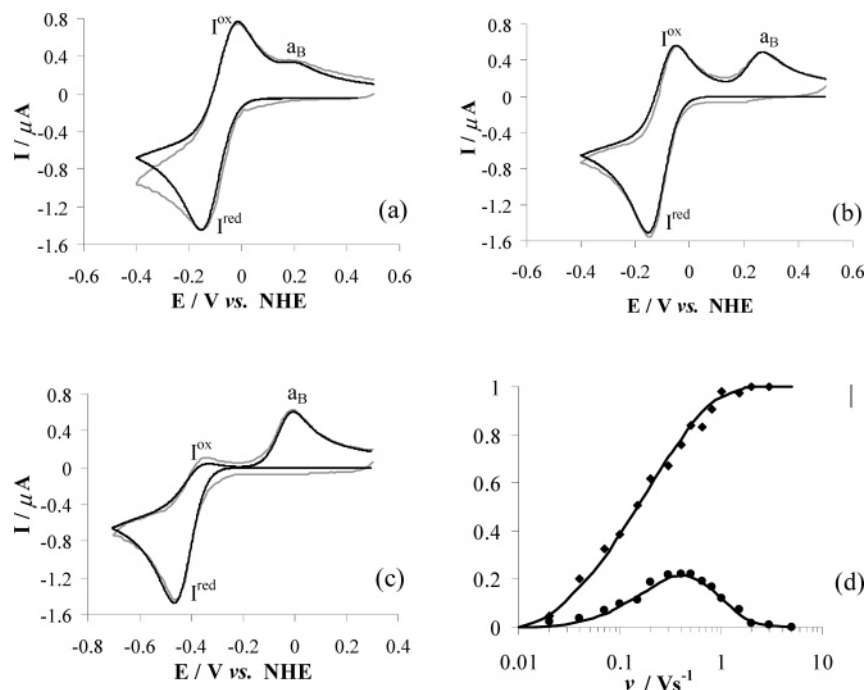 0.8
0.4
0
-0.4
-0.8
-1.2
-1.6
I / μA
I^ox
a_B
I^red
(a)
-0.6 -0.4 -0.2 0 0.2 0.4 0.6
E / V vs. NHE
0.8
0.4
0
-0.4
-0.8
-1.2
-1.6
I / μA
I^ox
a_B
I^red
(b)
-0.6 -0.4 -0.2 0 0.2 0.4 0.6
E / V vs. NHE
0.8
0.4
0
-0.4
-0.8
-1.2
-1.6
I / μA
I^ox
a_B
I^red
(c)
-0.8 -0.6 -0.4 -0.2 0 0.2 0.4
E / V vs. NHE
1
0.8
0.6
0.4
0.2
0
(d)
0.01 0.1 1 10
v / Vs^-1